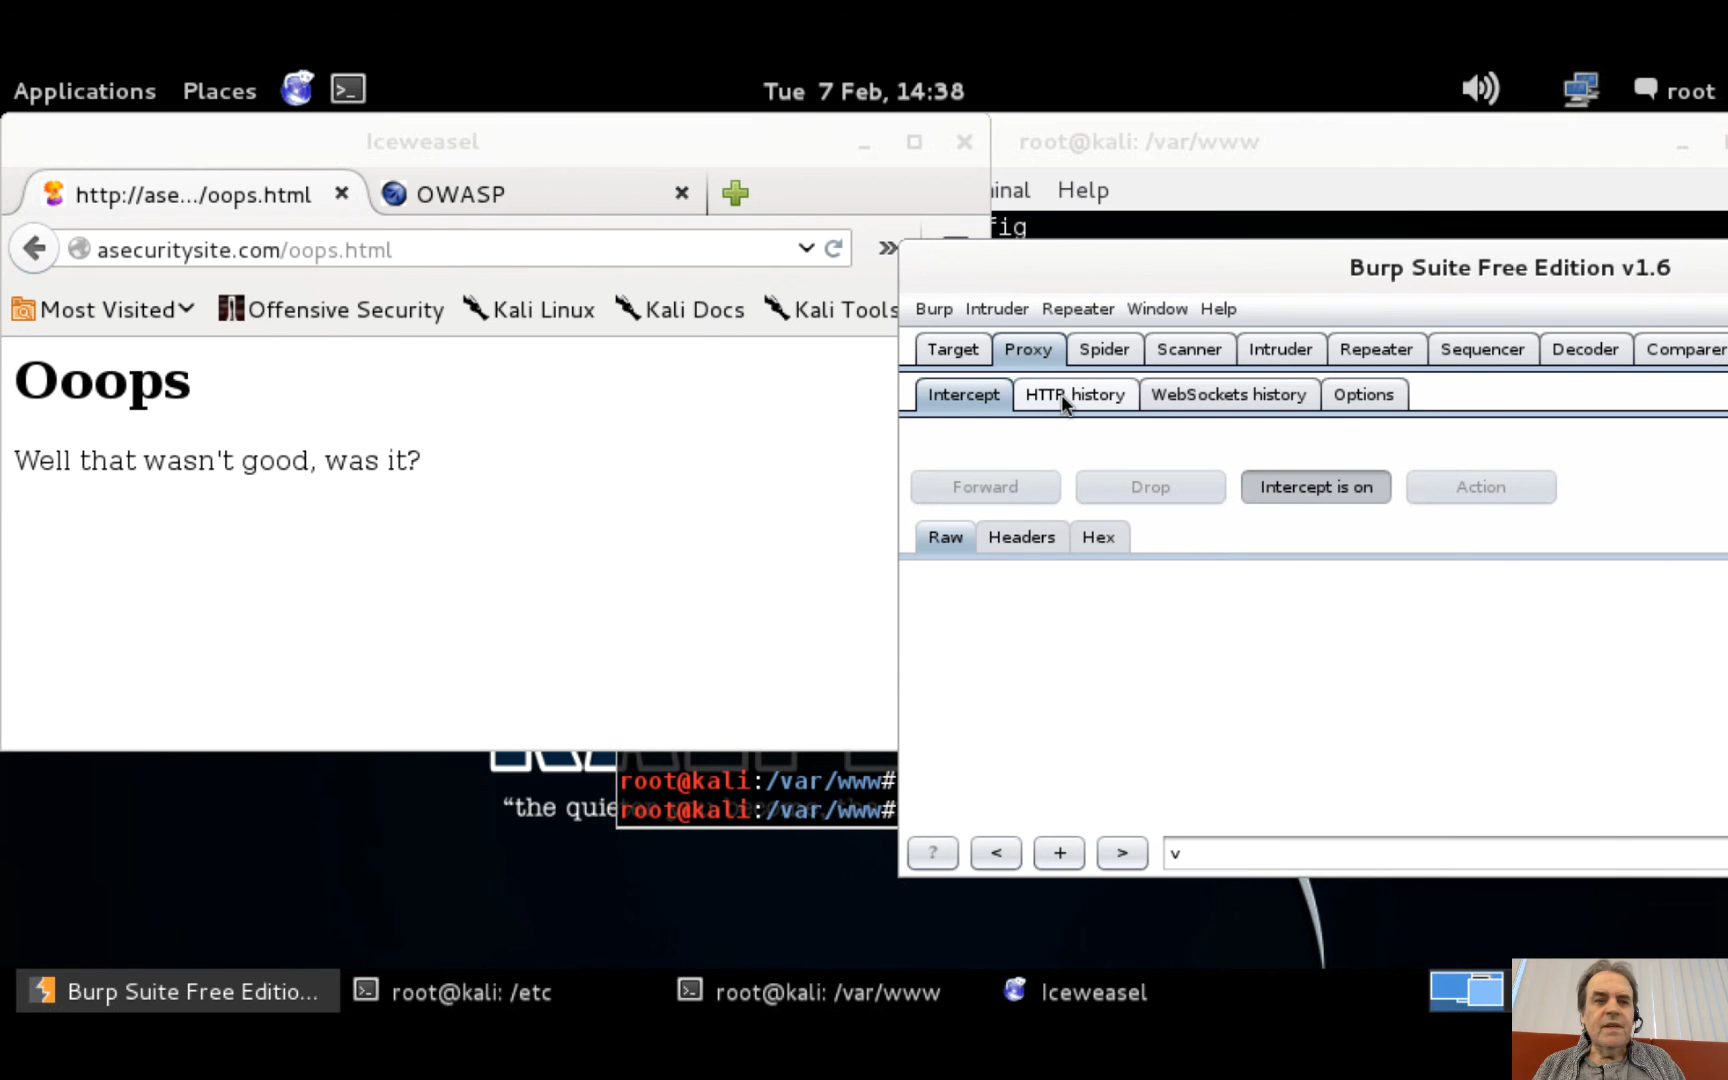 Applications Places Tue 7 Feb, 14:38 root
Iceweasel
http://ase.../oops.html OWASP
asecuritysite.com/oops.html
Most Visited Offensive Security Kali Linux Kali Docs Kali Tools
Ooops
Well that wasn't good, was it?
root@kali: /var/www
inal Help
fig
Burp Suite Free Edition v1.6
Burp Intruder Repeater Window Help
Target Proxy Spider Scanner Intruder Repeater Sequencer Decoder Comparer
Intercept HTTP history WebSockets history Options
Forward Drop Intercept is on Action
Raw Headers Hex
? < + > v
root@kali:/var/www#
“the quie root@kali:/var/www#
Burp Suite Free Editio... root@kali: /etc root@kali: /var/www Iceweasel